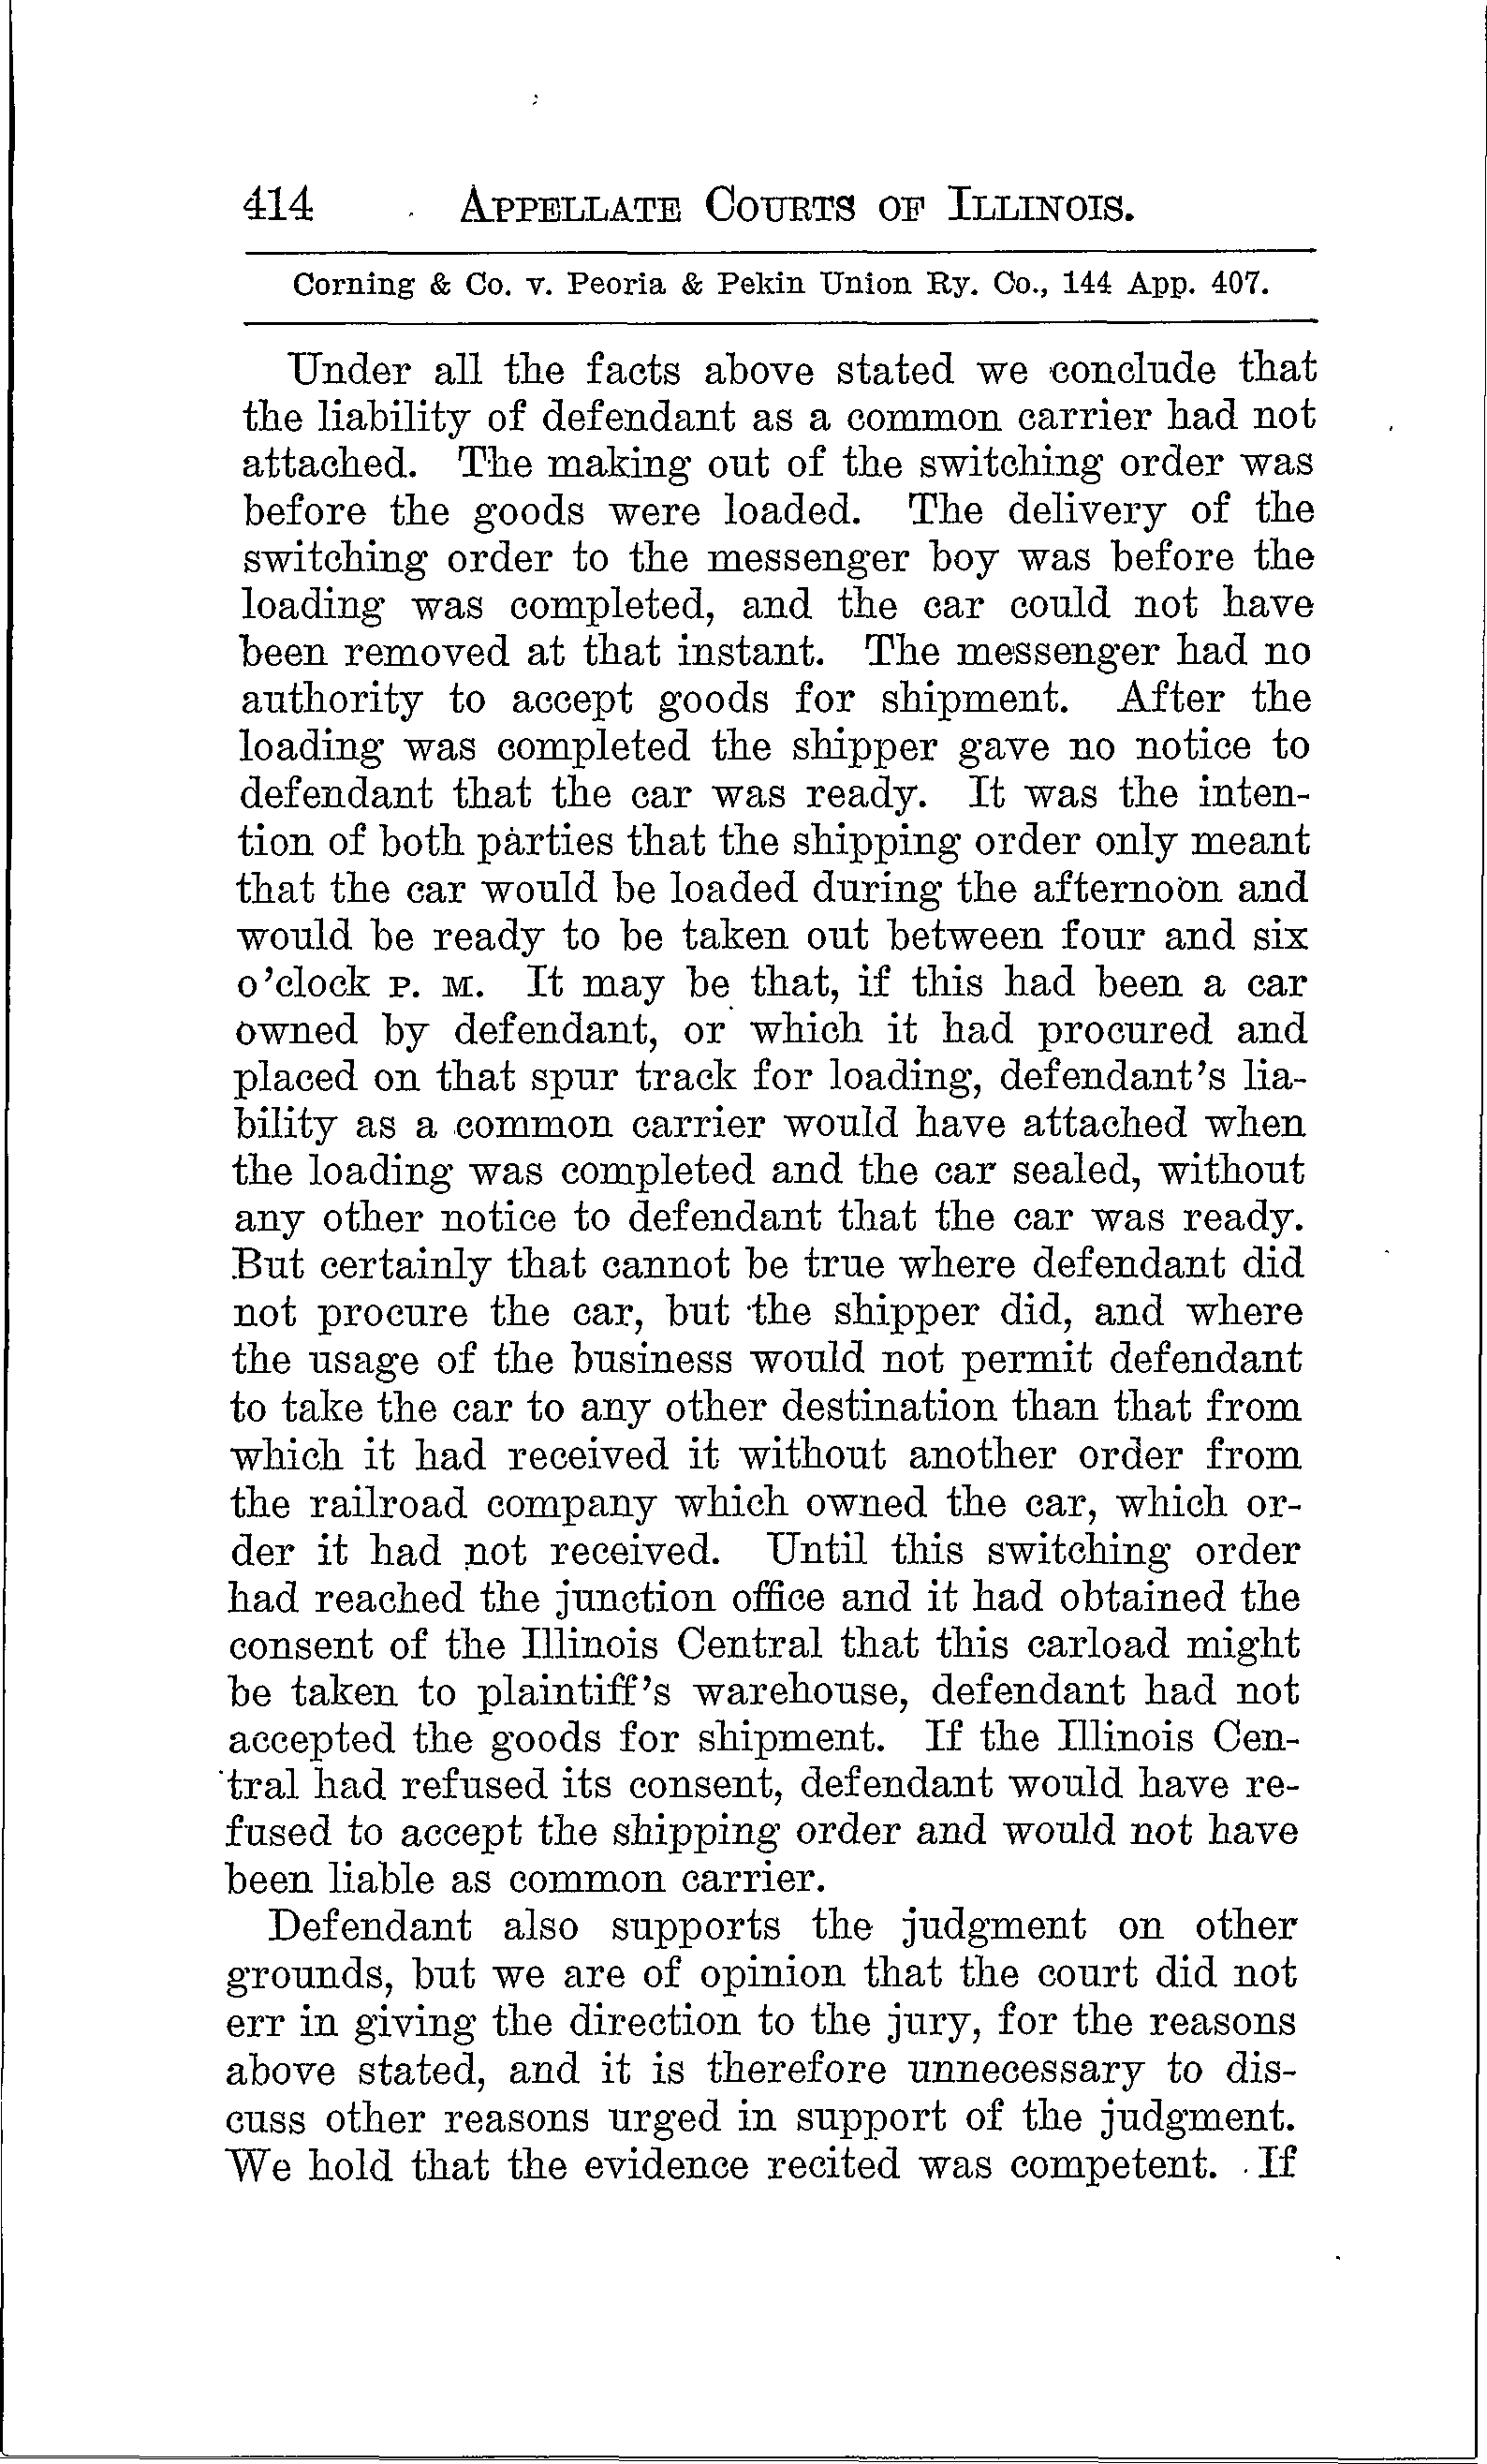 414 APPELLATE COURTS OF ILLINOIS.
Corning & Co. v. Peoria & Pekin Union Ry. Co., 144 App. 407.
Under all the facts above stated we conclude that
the liability of defendant as a common carrier had not
attached. The making out of the switching order was
before the goods were loaded. The delivery of the
switching order to the messenger boy was before the
loading was completed, and the car could not have
been removed at that instant. The messenger had no
authority to accept goods for shipment. After the
loading was completed the shipper gave no notice to
defendant that the car was ready. It was the inten-
tion of both parties that the shipping order only meant
that the car would be loaded during the afternoon and
would be ready to be taken out between four and six
o'clock P. M. It may be that, if this had been a car
owned by defendant, or which it had procured and
placed on that spur track for loading, defendant's lia-
bility as a common carrier would have attached when
the loading was completed and the car sealed, without
any other notice to defendant that the car was ready.
But certainly that cannot be true where defendant did
not procure the car, but the shipper did, and where
the usage of the business would not permit defendant
to take the car to any other destination than that from
which it had received it without another order from
the railroad company which owned the car, which or-
der it had not received. Until this switching order
had reached the junction office and it had obtained the
consent of the Illinois Central that this carload might
be taken to plaintiff's warehouse, defendant had not
accepted the goods for shipment. If the Illinois Cen-
tral had refused its consent, defendant would have re-
fused to accept the shipping order and would not have
been liable as common carrier.
Defendant also supports the judgment on other
grounds, but we are of opinion that the court did not
err in giving the direction to the jury, for the reasons
above stated, and it is therefore unnecessary to dis-
cuss other reasons urged in support of the judgment.
We hold that the evidence recited was competent. If